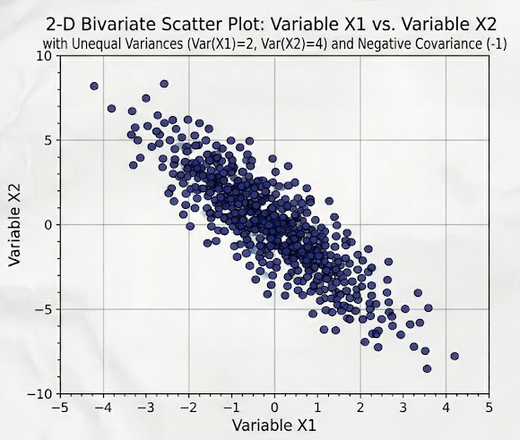 2-D Bivariate Scatter Plot: Variable X1 vs. Variable X2
with Unequal Variances (Var(X1)=2, Var(X2)=4) and Negative Covariance (-1)
10
5
0
−5
−10
Variable X2
−5 −4 −3 −2 −1 0 1 2 3 4 5
Variable X1